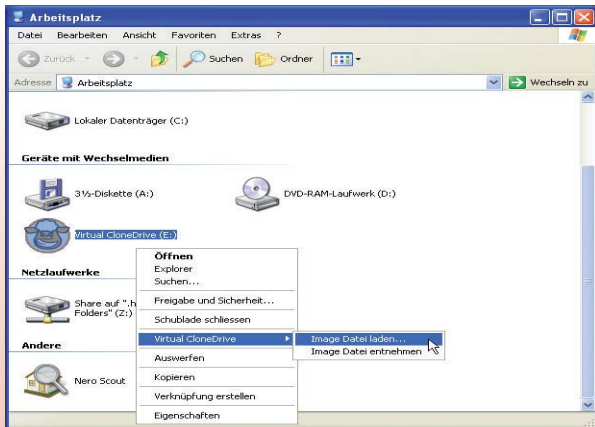 Arbeitsplatz
Datei Bearbeiten Ansicht Favoriten Extras ?
Zurück Suchen Ordner
Adresse Arbeitsplatz Wechseln zu
Lokaler Datenträger (C:)
Geräte mit Wechselmedien
3½-Diskette (A:) DVD-RAM-Laufwerk (D:)
Virtual CloneDrive (E:)
Öffnen
Explorer
Suchen...
Netzlaufwerke
Share auf ".h
Folders" (Z:)
Freigabe und Sicherheit...
Schublade schließen
Andere
Virtual CloneDrive
Image Datei laden...
Image Datei entnehmen
Auswerfen
Nero Scout
Kopieren
Verknüpfung erstellen
Eigenschaften